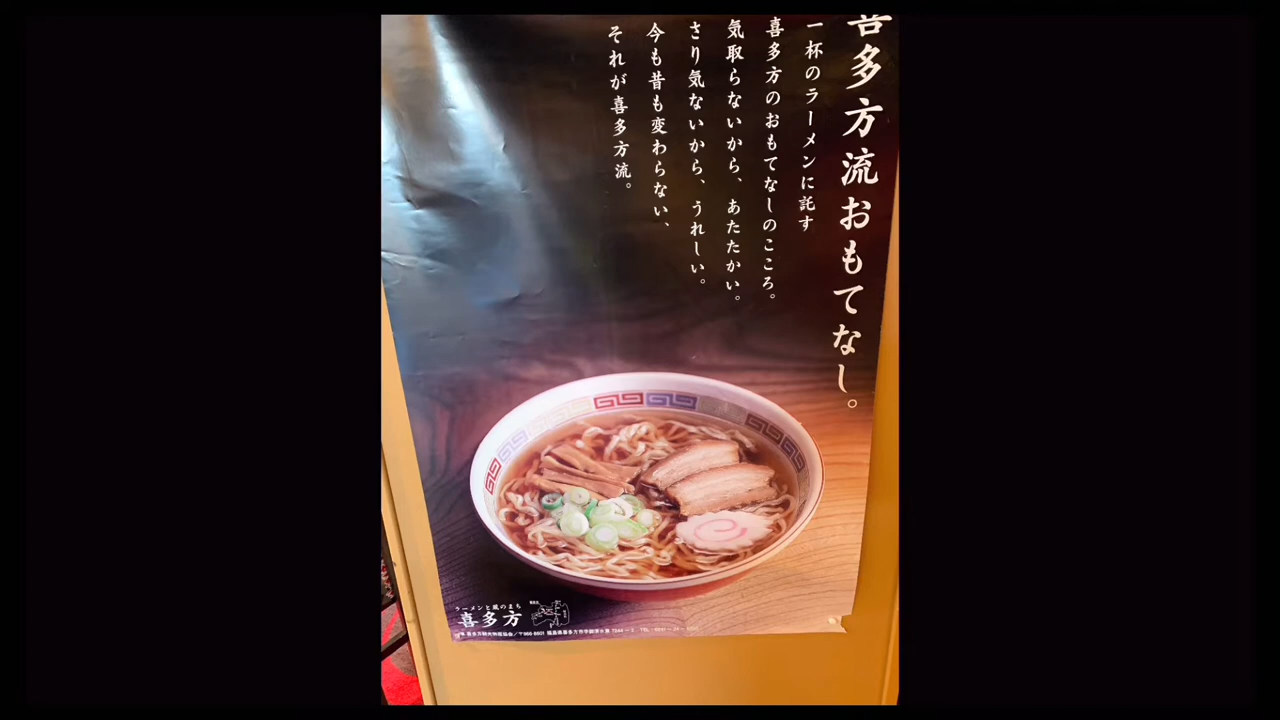 喜多方流おもてなし。
一杯のラーメンに託す
喜多方のおもてなしのこころ。
気取らないから、あたたかい。
さり気ないから、うれしい。
今も昔も変わらない、
それが喜多方流。
ラーメンと蔵のまち
喜多方